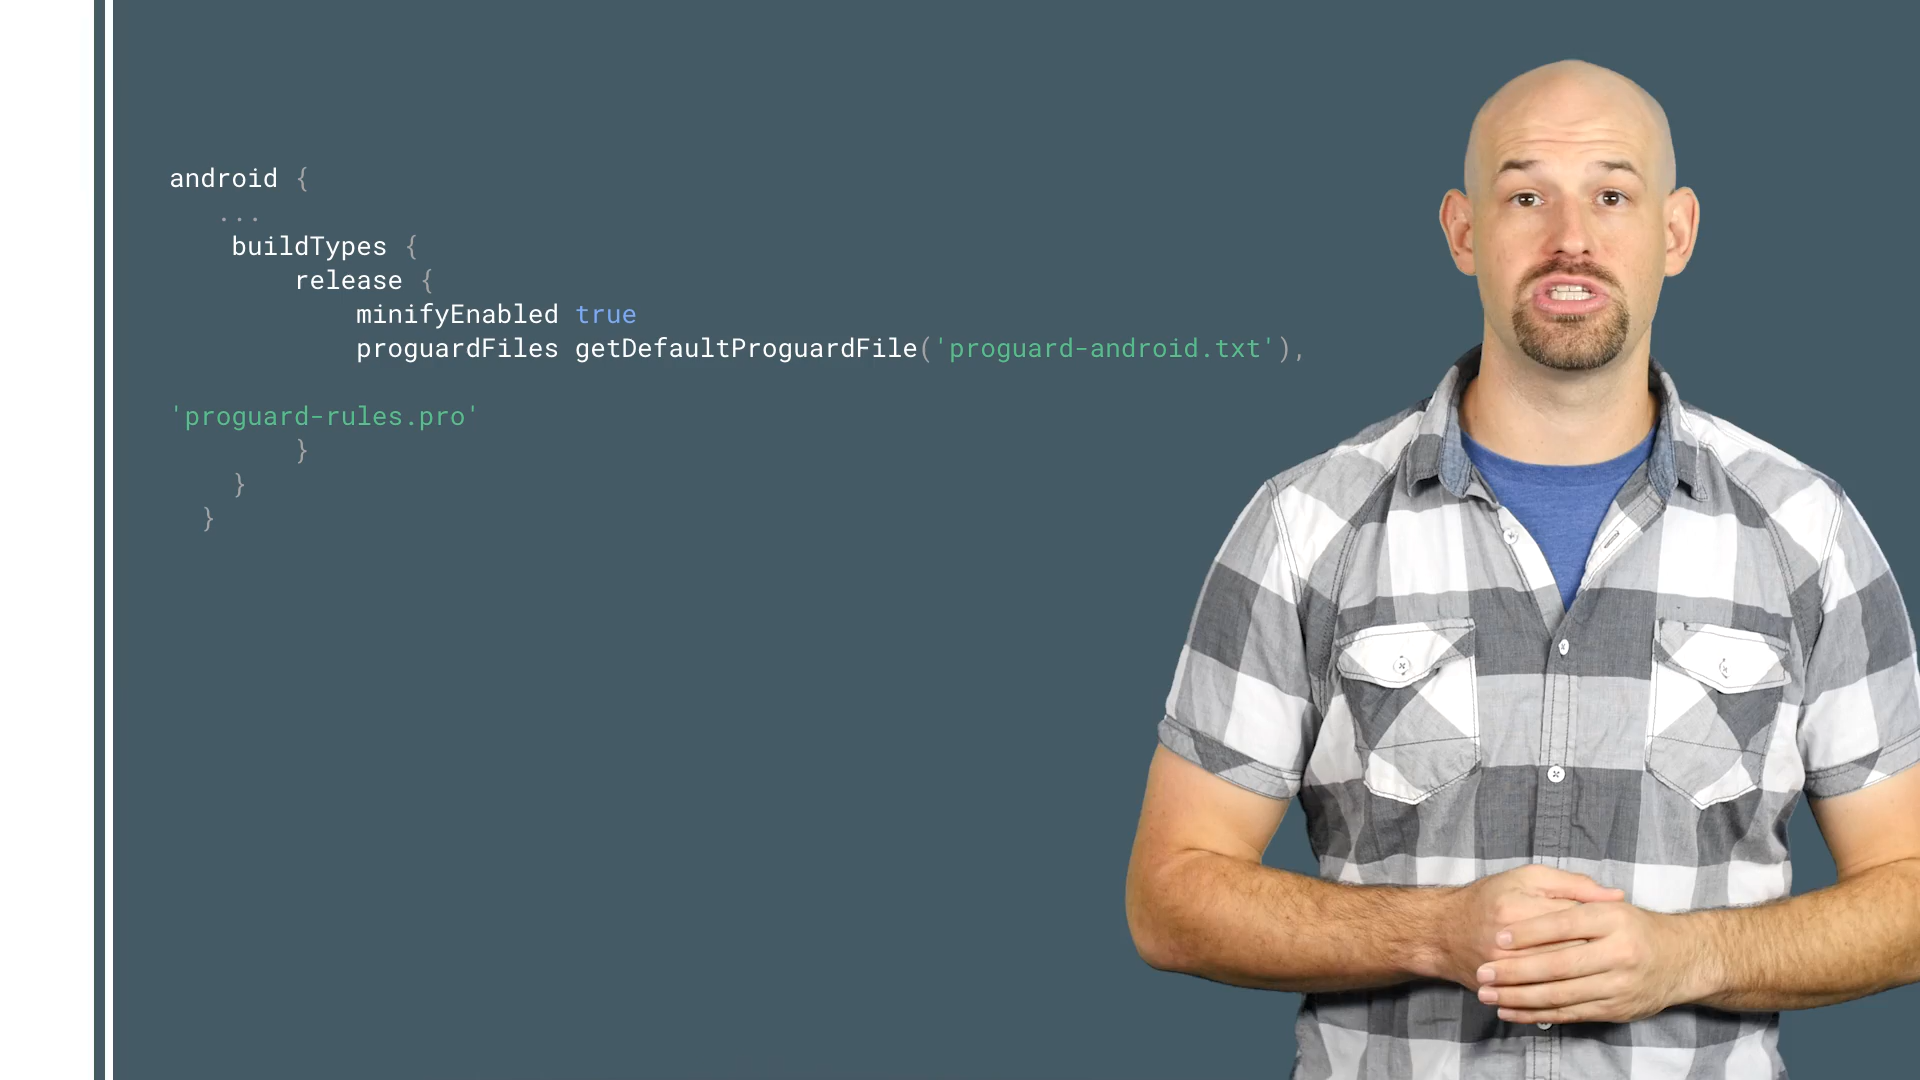 android {
...
buildTypes {
release {
minifyEnabled true
proguardFiles getDefaultProguardFile('proguard-android.txt'),
'proguard-rules.pro'
}
}
}